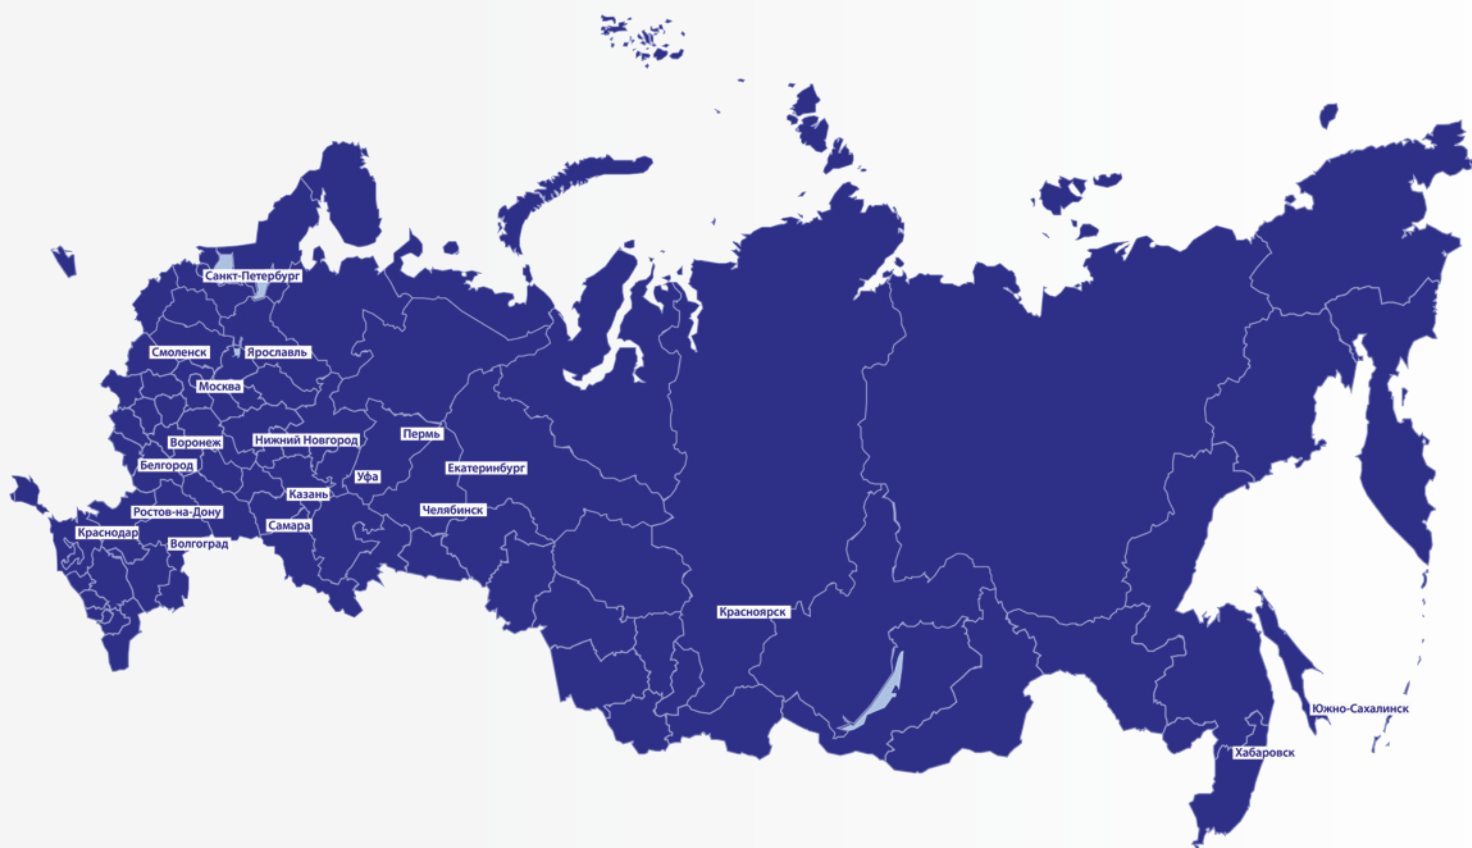 Санкт-Петербург
Смоленск
Ярославль
Москва
Пермь
Нижний Новгород
Воронеж
Белгород
Екатеринбург
Уфа
Казань
Челябинск
Ростов-на-Дону
Самара
Краснодар
Волгоград
Красноярск
Южно-Сахалинск
Хабаровск